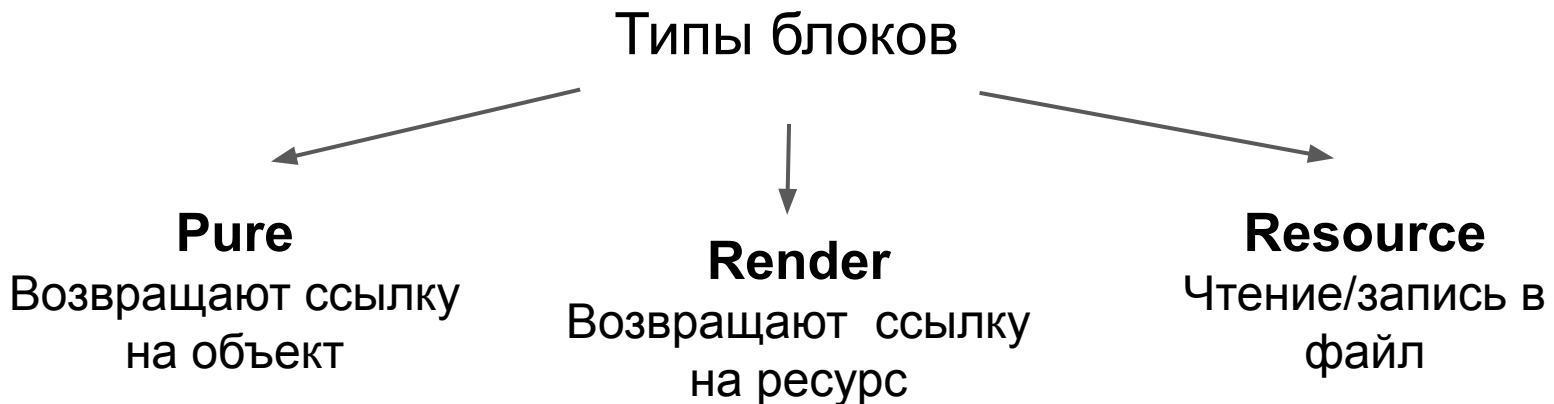 Типы блоков
Pure
Возвращают ссылку
на объект
Render
Возвращают ссылку
на ресурс
Resource
Чтение/запись в
файл